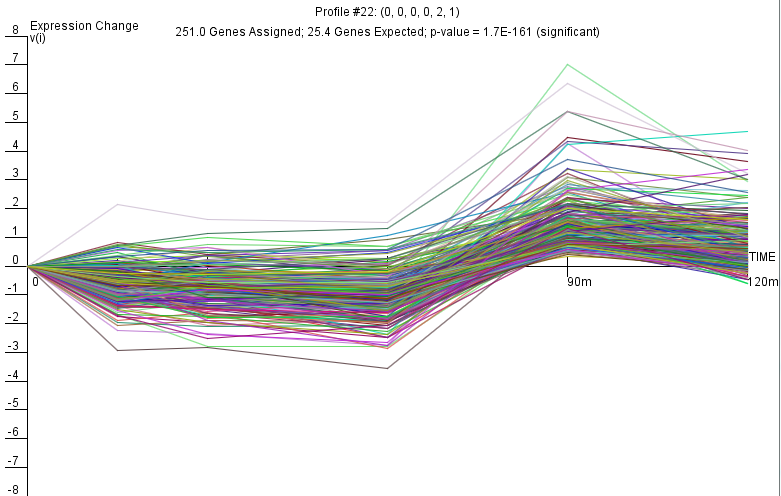 Profile #22: (0, 0, 0, 0, 2, 1)
Expression Change
v(i)
251.0 Genes Assigned; 25.4 Genes Expected; p-value = 1.7E-161 (significant)
8
7
6
5
4
3
2
1
0
-1
-2
-3
-4
-5
-6
-7
-8
TIME
0
90m
120m